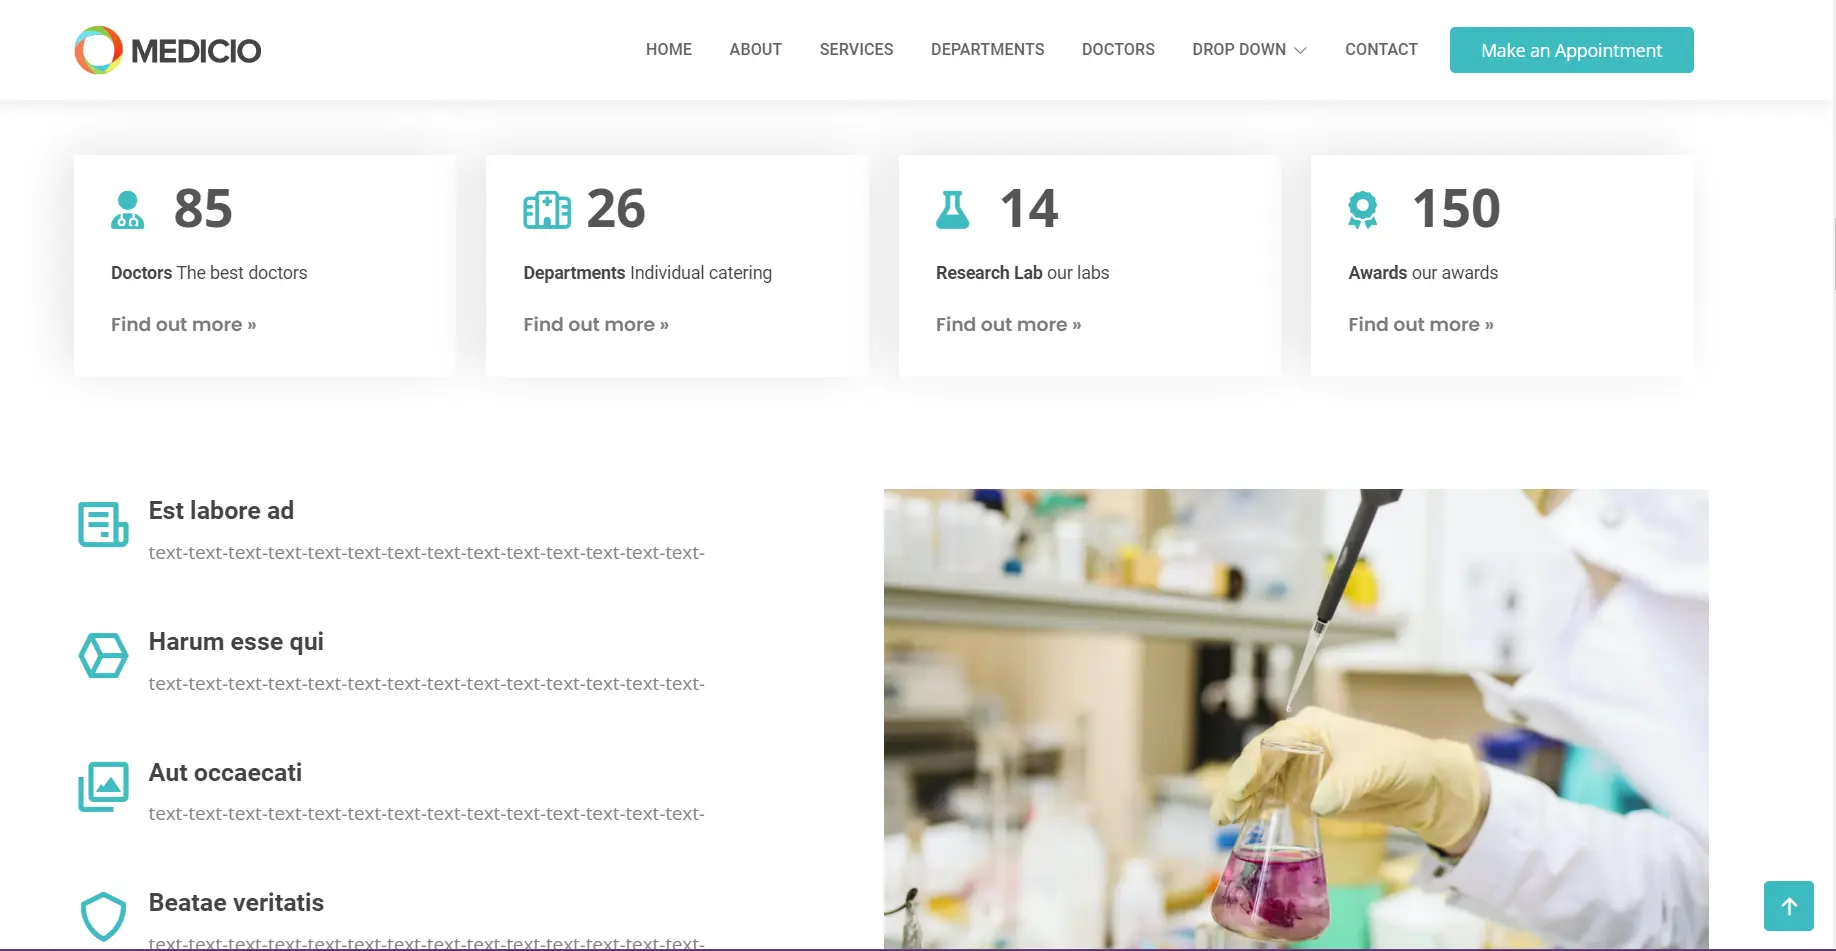 MEDICIO
HOME ABOUT SERVICES DEPARTMENTS DOCTORS DROP DOWN CONTACT Make an Appointment
85
Doctors The best doctors
Find out more »
26
Departments Individual catering
Find out more »
14
Research Lab our labs
Find out more »
150
Awards our awards
Find out more »
Est labore ad
text-text-text-text-text-text-text-text-text-text-text-text-text-text-
Harum esse qui
text-text-text-text-text-text-text-text-text-text-text-text-text-text-
Aut occaecati
text-text-text-text-text-text-text-text-text-text-text-text-text-text-
Beatae veritatis
text-text-text-text-text-text-text-text-text-text-text-text-text-text-